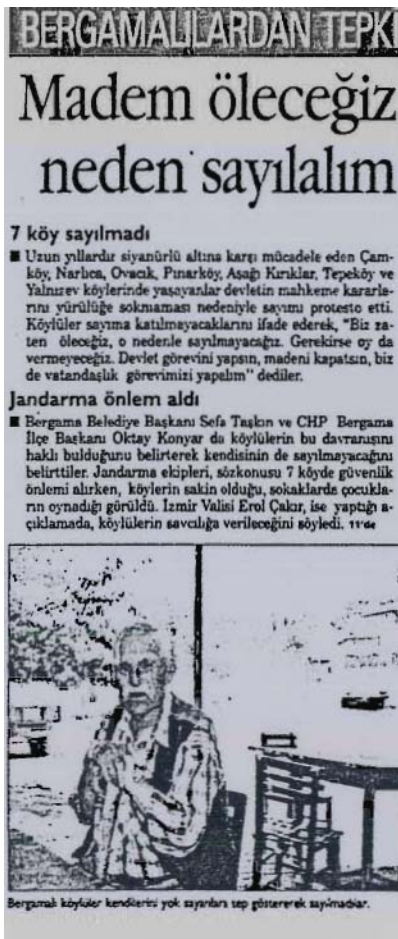 BERGAMALILARDAN TEPKİ
Madem öleceğiz
neden sayılalım
7 köy sayılmadı
■ Uzun yıllardır siyanürlü altına karşı mücadele eden Çam-
köy, Narlıca, Ovacık, Pınarköy, Aşağı Kırıklar, Tepeköy ve
Yalnızev köylerinde yaşayanlar devletin mahkeme kararla-
rını yürülüğe sokmaması nedeniyle sayımı protesto etti.
Köylüler sayıma katılmayacaklarını ifade ederek, "Biz za-
ten öleceğiz, o nedenle sayılmayacağız. Gerekirse oy da
vermeyeceğiz. Devlet görevini yapsın, madeni kapatsın, biz
de vatandaşlık görevimizi yapalım" dediler.
Jandarma önlem aldı
■ Bergama Belediye Başkanı Sefa Taşkın ve CHP Bergama
İlçe Başkanı Oktay Konyar da köylülerin bu davranışını
haklı bulduğunu belirterek kendisinin de sayılmayacağını
belirttiler. Jandarma ekipleri, sözkonusu 7 köyde güvenlik
önlemi alırken, köylerin sakin olduğu, sokaklarda çocukla-
rın oynadığı görüldü. İzmir Valisi Erol Çakır, ise yaptığı a-
çıklamada, köylülerin savcılığa verileceğini söyledi. 11'de
Bergamalı köylüler kendilerini yok sayanlara tep göstererek sayılmadılar.